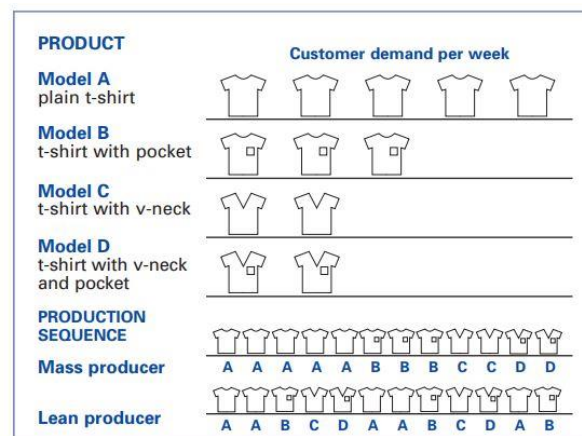 PRODUCT
Customer demand per week
Model A
plain t-shirt
Model B
t-shirt with pocket
Model C
t-shirt with v-neck
Model D
t-shirt with v-neck
and pocket
PRODUCTION
SEQUENCE
Mass producer A A A A A B B B C C D D
Lean producer A A B C D A A B C D A B